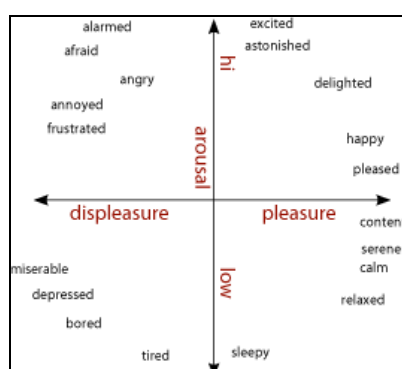 alarmed
excited
afraid
astonished
hi
angry
delighted
annoyed
frustrated
arousal
happy
pleased
displeasure
pleasure
conten
serene
miserable
calm
low
depressed
relaxed
bored
tired
sleepy